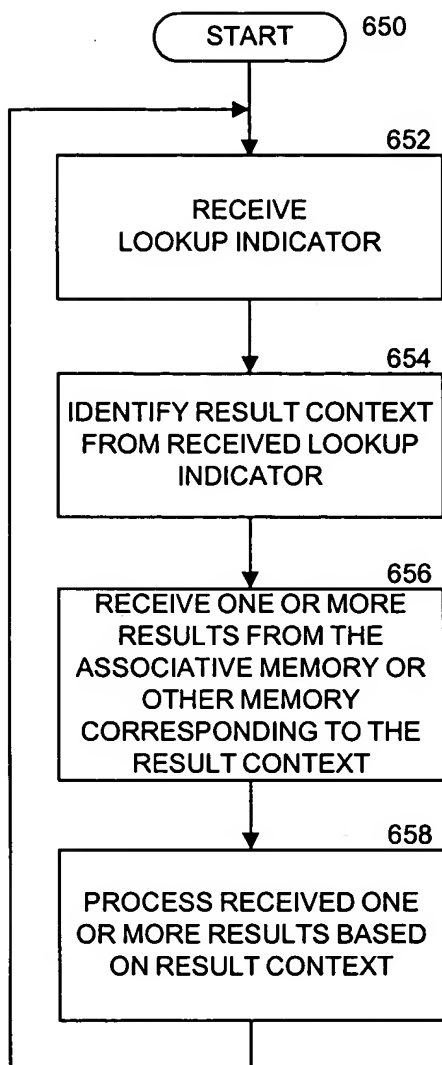 START
650
652
RECEIVE
LOOKUP INDICATOR
654
IDENTIFY RESULT CONTEXT
FROM RECEIVED LOOKUP
INDICATOR
656
RECEIVE ONE OR MORE
RESULTS FROM THE
ASSOCIATIVE MEMORY OR
OTHER MEMORY
CORRESPONDING TO THE
RESULT CONTEXT
658
PROCESS RECEIVED ONE
OR MORE RESULTS BASED
ON RESULT CONTEXT